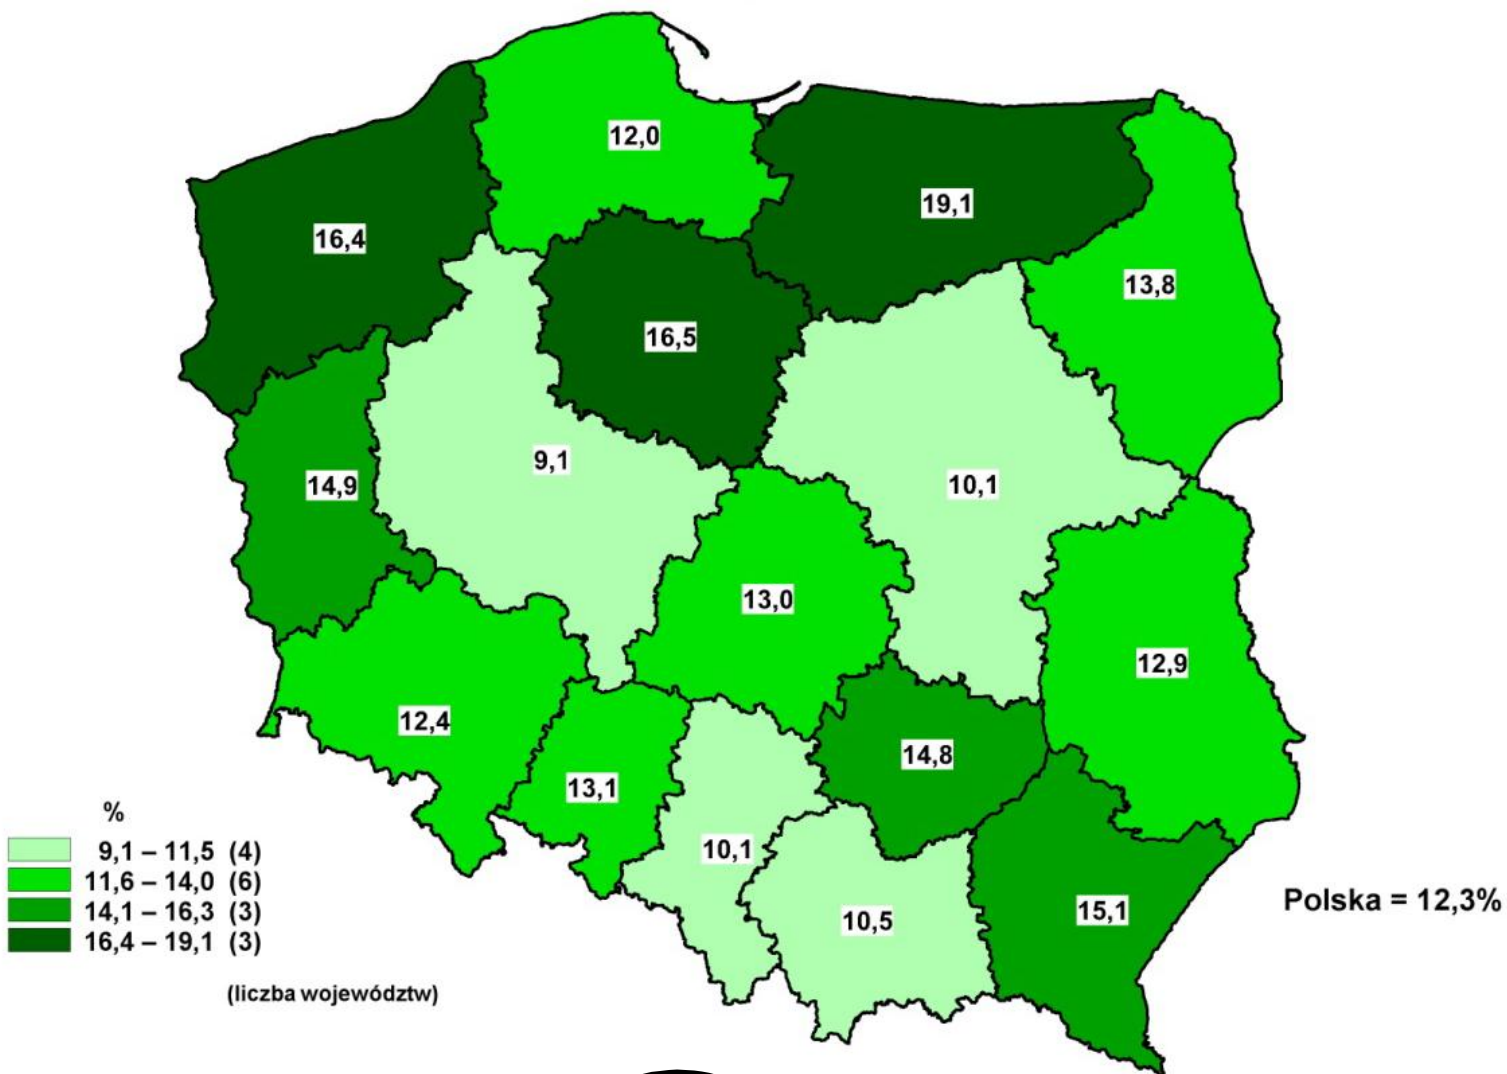 12,0
19,1
16,4
13,8
16,5
9,1
14,9
10,1
13,0
12,9
12,4
14,8
13,1
10,1
10,5
15,1
%
9,1 – 11,5 (4)
11,6 – 14,0 (6)
14,1 – 16,3 (3)
16,4 – 19,1 (3)
(liczba województw)
Polska = 12,3%